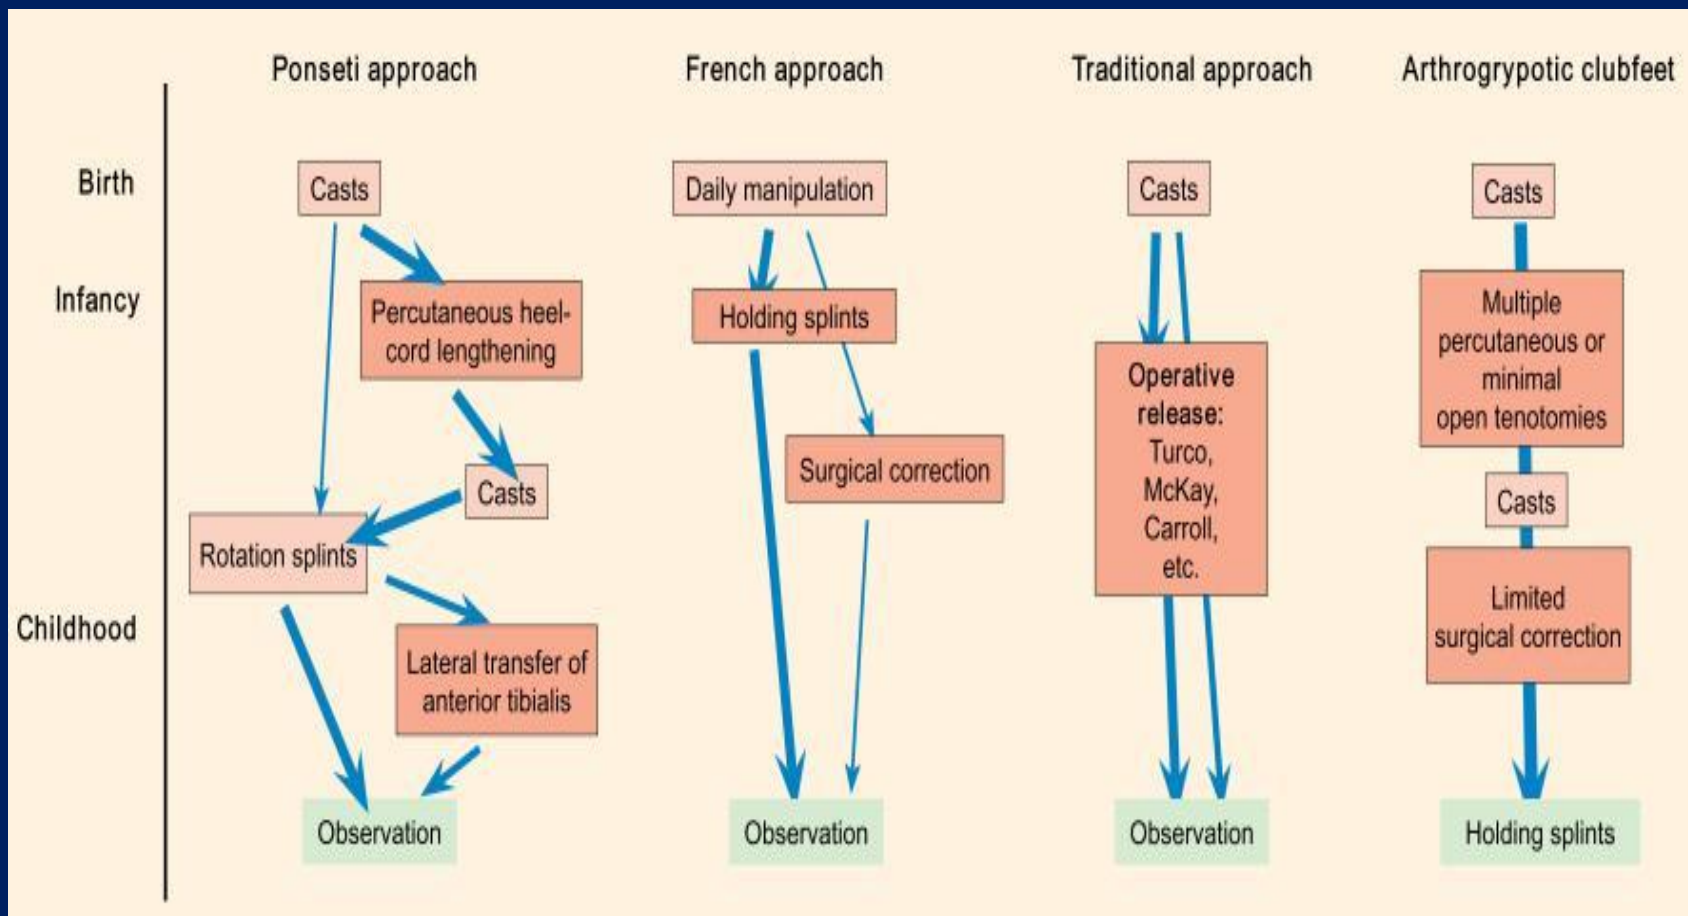 Ponseti approach
French approach
Traditional approach
Arthrogrypotic clubfeet
Birth
Infancy
Childhood
Casts
Percutaneous heel-
cord lengthening
Casts
Rotation splints
Lateral transfer of
anterior tibialis
Observation
Daily manipulation
Holding splints
Surgical correction
Observation
Casts
Operative
release:
Turco,
McKay,
Carroll,
etc.
Observation
Casts
Multiple
percutaneous or
minimal
open tenotomies
Casts
Limited
surgical correction
Holding splints